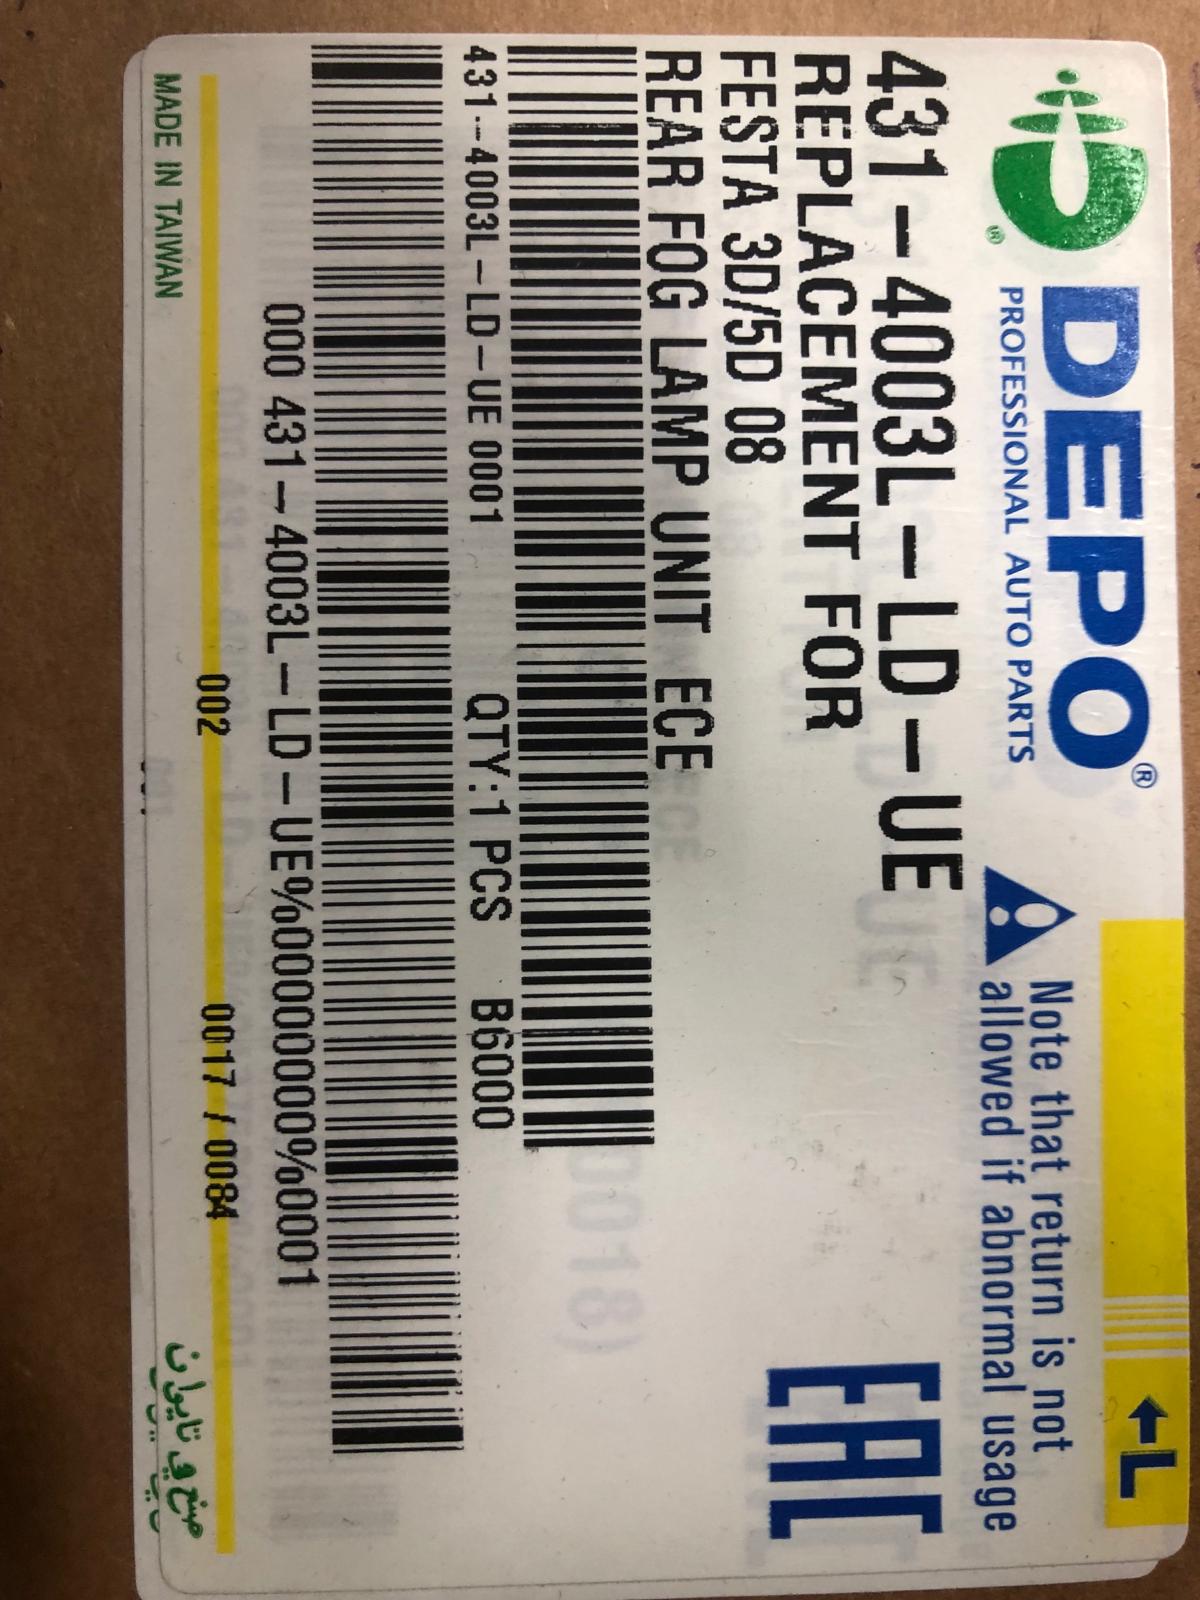 DEPO®
PROFESSIONAL AUTO PARTS
®
←L
Note that return is not
allowed if abnormal usage
431-4003L-LD-UE
REPLACEMENT FOR
FESTA 3D/5D 08
REAR FOG LAMP UNIT ECE
EAC
431--4003L-LD-UE 0001 QTY:1 PCS B6000
000 431-4003L-LD-UE%00000000%0001
002 0017 / 0084
MADE IN TAIWAN
صنع في تايوان